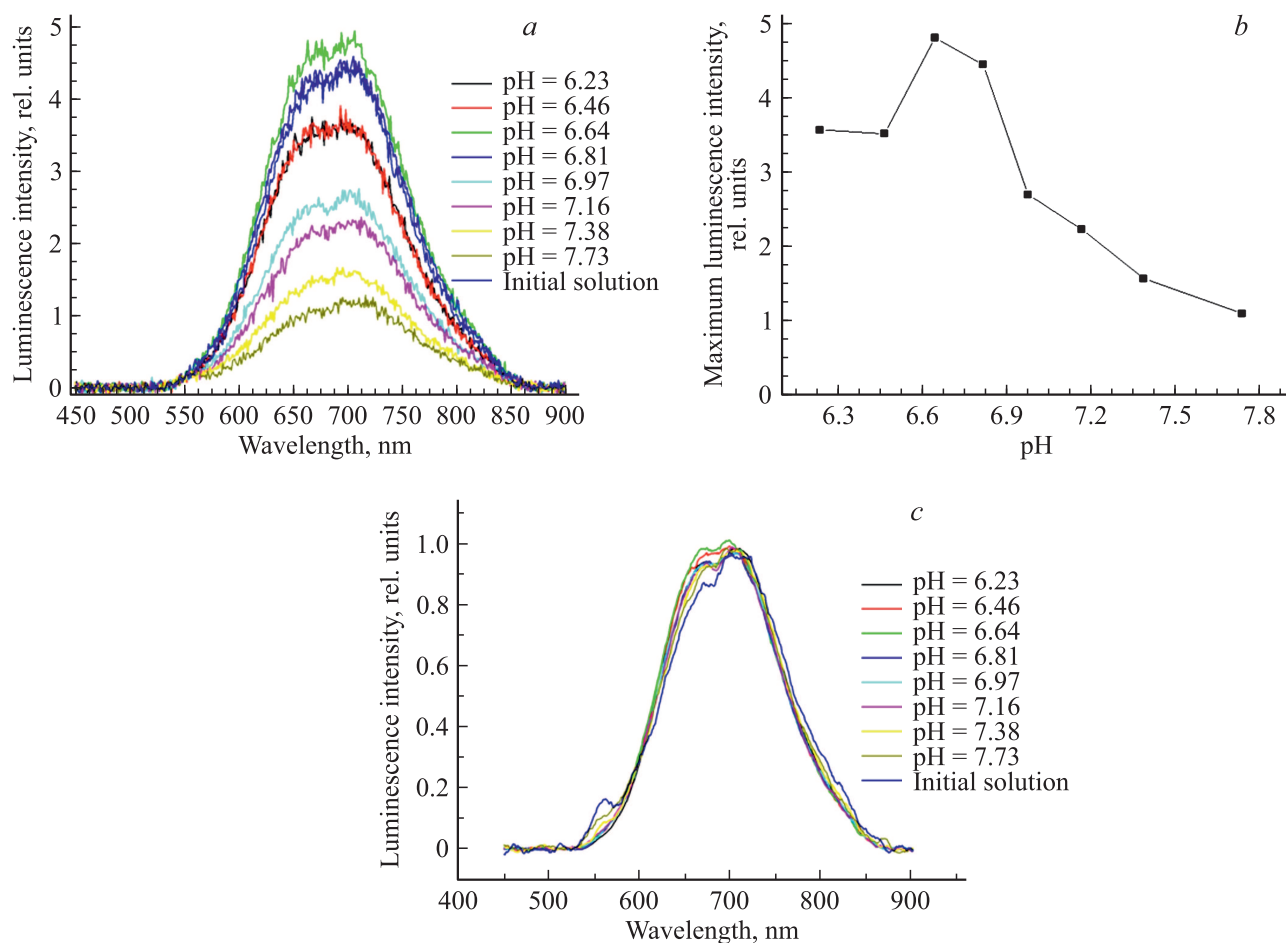 a
Luminescence intensity, rel. units
5
4
3
2
1
0
450 500 550 600 650 700 750 800 850 900
Wavelength, nm
pH = 6.23
pH = 6.46
pH = 6.64
pH = 6.81
pH = 6.97
pH = 7.16
pH = 7.38
pH = 7.73
Initial solution
b
Maximum luminescence intensity,
rel. units
5
4
3
2
1
0
6.3 6.6 6.9 7.2 7.5 7.8
pH
c
Luminescence intensity, rel. units
1.0
0.8
0.6
0.4
0.2
0
400 500 600 700 800 900
Wavelength, nm
pH = 6.23
pH = 6.46
pH = 6.64
pH = 6.81
pH = 6.97
pH = 7.16
pH = 7.38
pH = 7.73
Initial solution